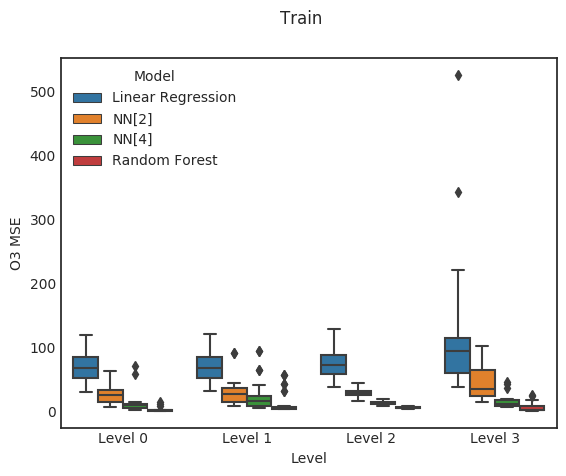 Train
Model
Linear Regression
NN[2]
NN[4]
Random Forest
500
400
300
200
100
0
O3 MSE
Level 0 Level 1 Level 2 Level 3
Level